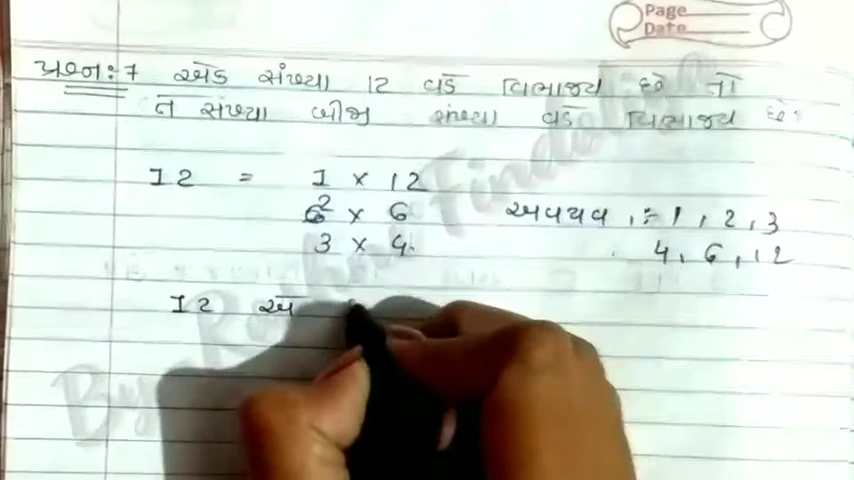 Page
Date
પ્રશ્ન: 7 એક સંખ્યા 12 વડે વિભાજ્ય હોય તો
તે સંખ્યા બીજી સંખ્યા વડે વિભાજ્ય
12 = 1 × 12
2 × 6 અવયવ :- 1, 2, 3
3 × 4 4, 6, 12
12 એ